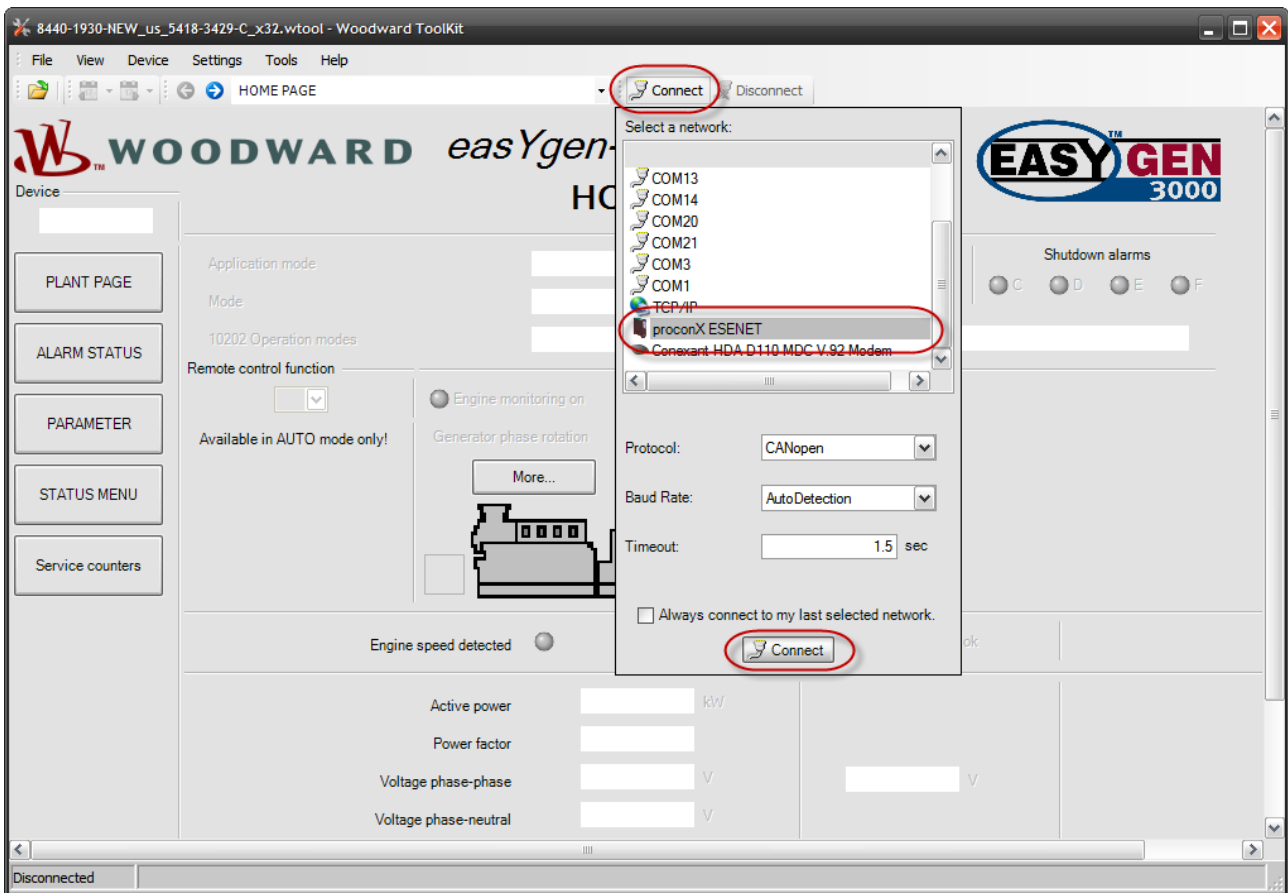 8440-1930-NEW_us_5418-3429-C_x32.wtool - Woodward ToolKit
File View Device Settings Tools Help
HOME PAGE
Connect Disconnect
WOODWARD
easYgen-
HO
EASYGEN
3000
TM
TM
Device
PLANT PAGE
ALARM STATUS
PARAMETER
STATUS MENU
Service counters
Application mode
Mode
10202 Operation modes
Remote control function
Available in AUTO mode only!
Engine monitoring on
Generator phase rotation
More...
Select a network:
COM13
COM14
COM20
COM21
COM3
COM1
TCP/IP
proconX ESENET
Conexant HDA D110 MDC V.92 Modem
Protocol: CANopen
Baud Rate: AutoDetection
Timeout: 1.5 sec
Always connect to my last selected network.
Connect
Shutdown alarms
C D E F
Engine speed detected
ok
Active power kW
Power factor
Voltage phase-phase V
V
Voltage phase-neutral V
Disconnected